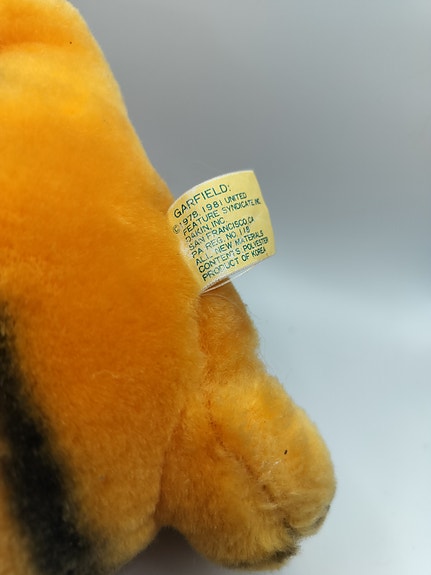 GARFIELD:
©1978, 1981 UNITED
FEATURE SYNDICATE, INC.
DAKIN, INC.
SAN FRANCISCO, CA
PA REG. NO. 118
ALL NEW MATERIALS
CONTENTS POLYESTER
PRODUCT OF KOREA